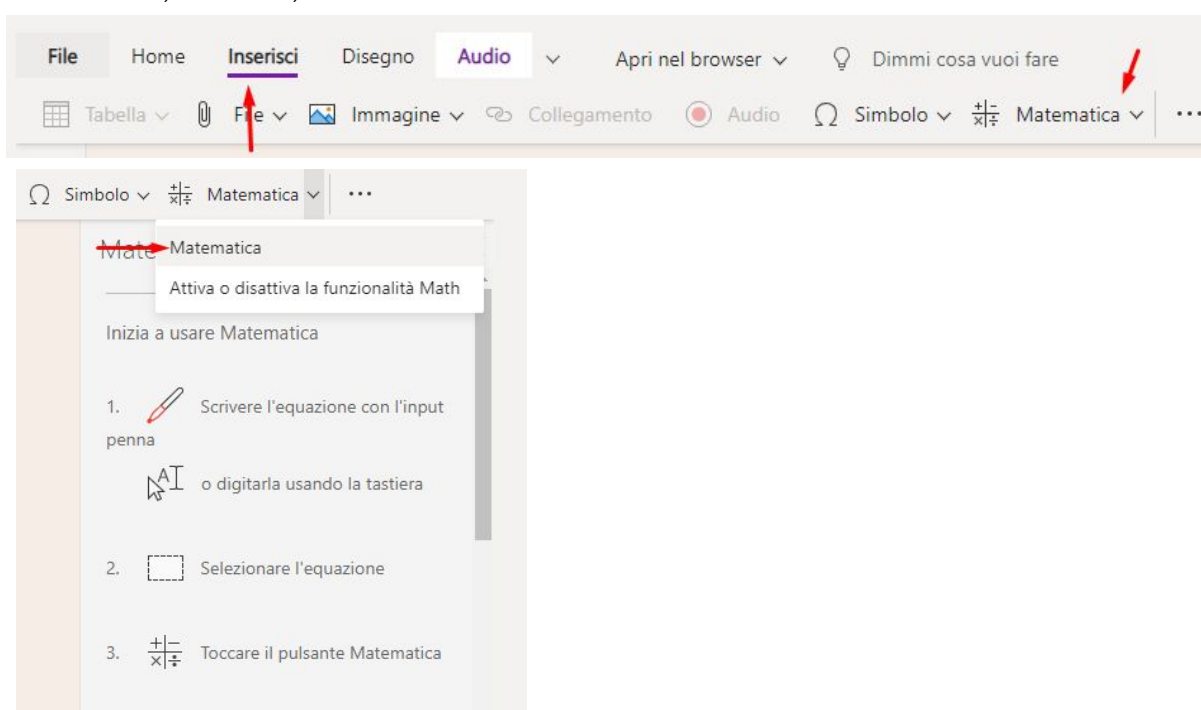 File Home Inserisci Disegno Audio Apri nel browser Dimmi cosa vuoi fare
Tabella File Immagine Collegamento Audio Simbolo Matematica ...
Simbolo Matematica ...
Matematica
Attiva o disattiva la funzionalità Math
Inizia a usare Matematica
1. Scrivere l'equazione con l'input
penna
o digitarla usando la tastiera
2. Selezionare l'equazione
3. Toccare il pulsante Matematica